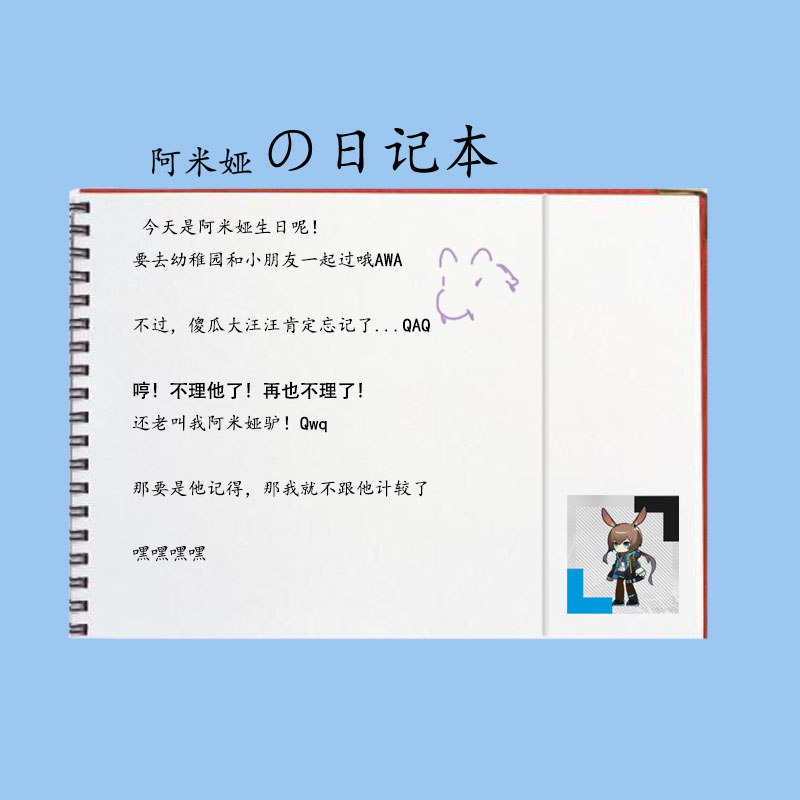 阿米娅の日记本
今天是阿米娅生日呢!
要去幼稚园和小朋友一起过哦AWA
不过，傻瓜大汪汪肯定忘记了...QAQ
哼！不理他了！再也不理了！
还老叫我阿米娅驴！Qwq
那要是他记得，那我就不跟他计较了
嘿嘿嘿嘿